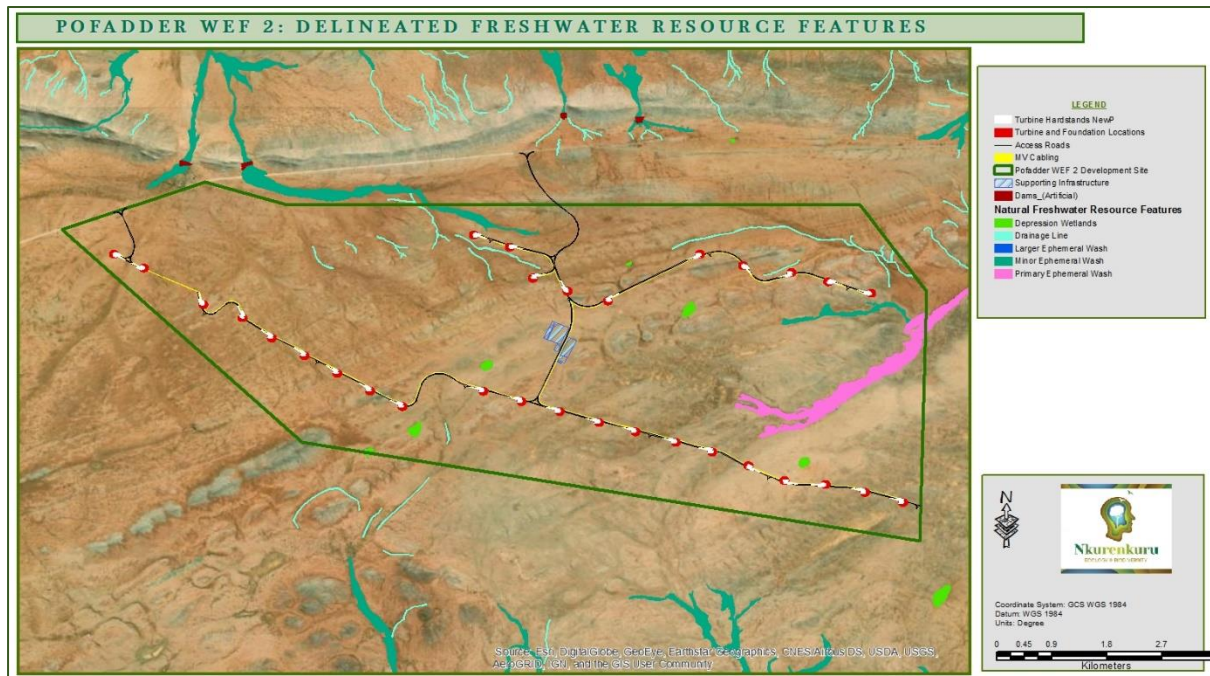 POFADDER WEF 2: DELINEATED FRESHWATER RESOURCE FEATURES
LEGEND
Turbine Hardstands NewP
Turbine and Foundation Locations
Access Roads
MV Cabling
Pofadder WEF 2 Development Site
Supporting Infrastructure
Dams_(Artificial)
Natural Freshwater Resource Features
Depression Wetlands
Drainage Line
Larger Ephemeral Wash
Minor Ephemeral Wash
Primary Ephemeral Wash
N
Nkurenkuru
Coordinate System: GCS WGS 1984
Datum: WGS 1984
Units: Degree
0 0.45 0.9 1.8 2.7
Kilometers
Source: Esri, DigitalGlobe, GeoEye, Earthstar Geographics, CNES/Airbus DS, USDA, USGS,
AeroGRID, IGN, and the GIS User Community